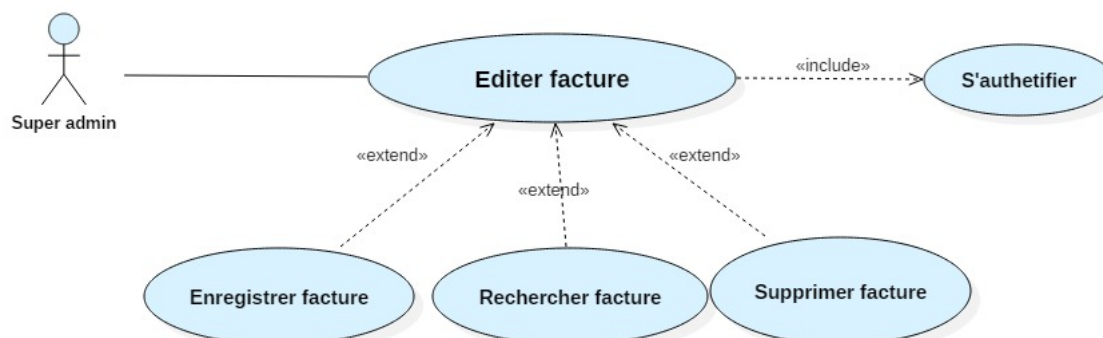 Editer facture
«include»
S'authetifier
Super admin
«extend»
«extend»
«extend»
Enregistrer facture
Rechercher facture
Supprimer facture